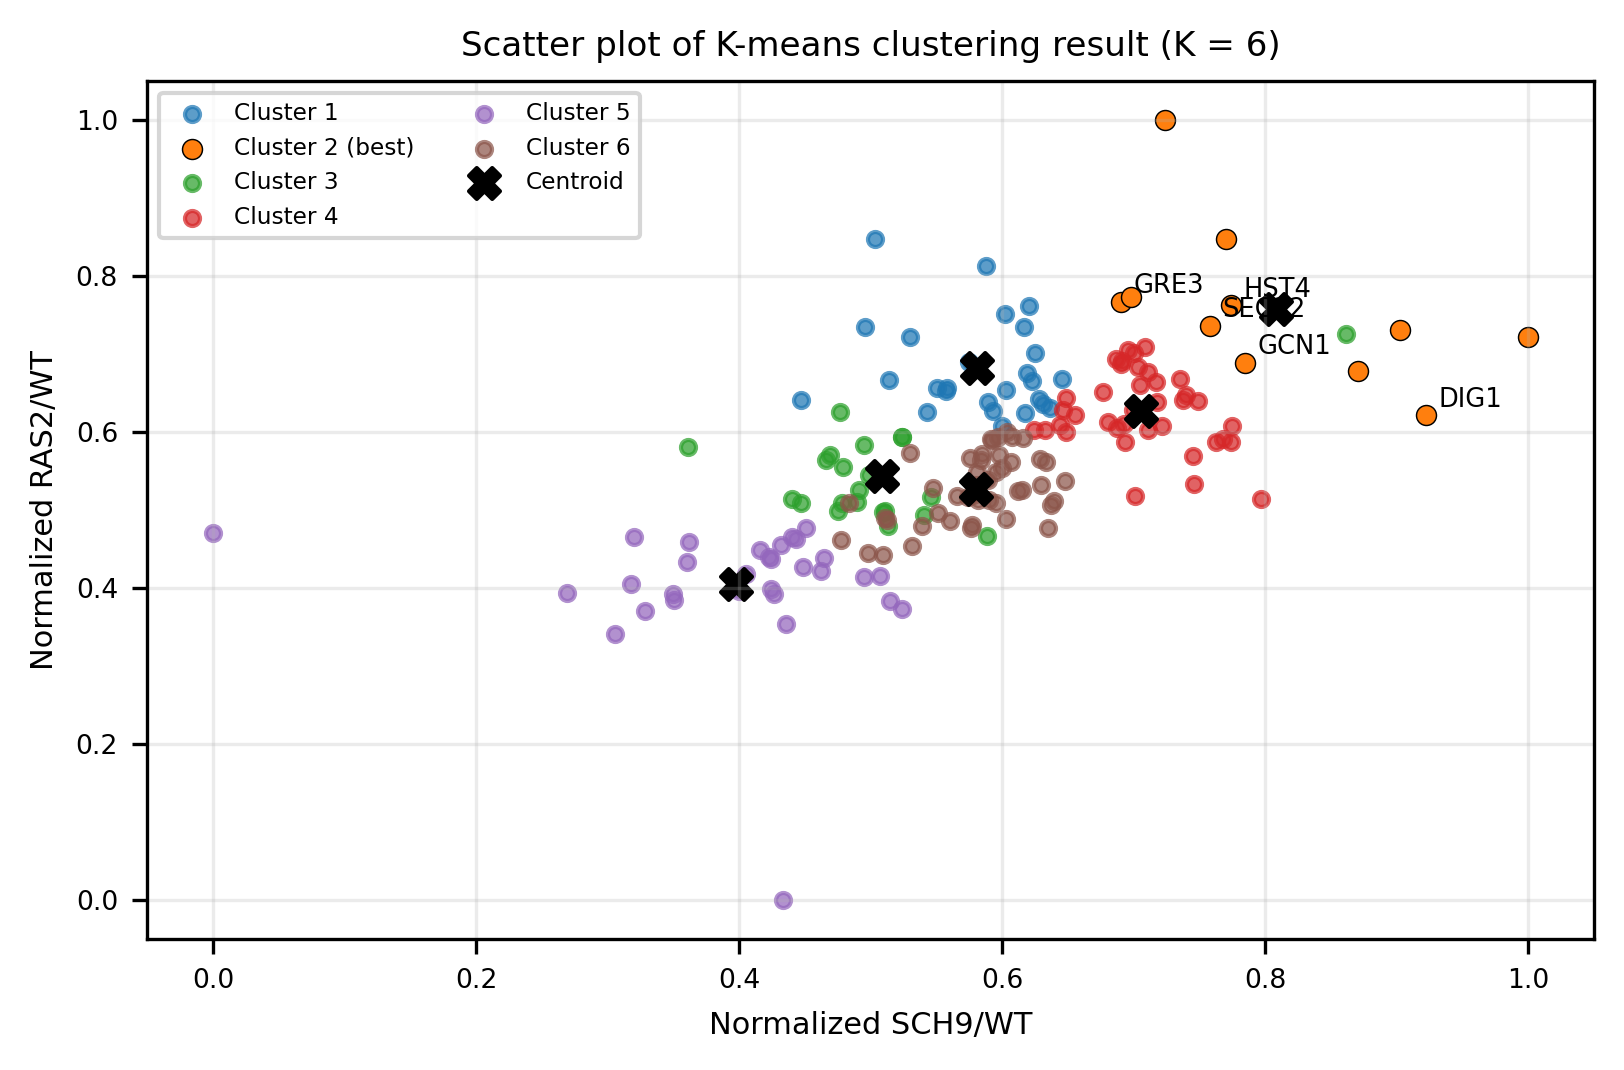 Scatter plot of K-means clustering result (K = 6)
Cluster 1
Cluster 2 (best)
Cluster 3
Cluster 4
Cluster 5
Cluster 6
Centroid
Normalized RAS2/WT
1.0
0.8
0.6
0.4
0.2
0.0
GRE3
HST4
GCN1
DIG1
0.0
0.2
0.4
0.6
0.8
1.0
Normalized SCH9/WT